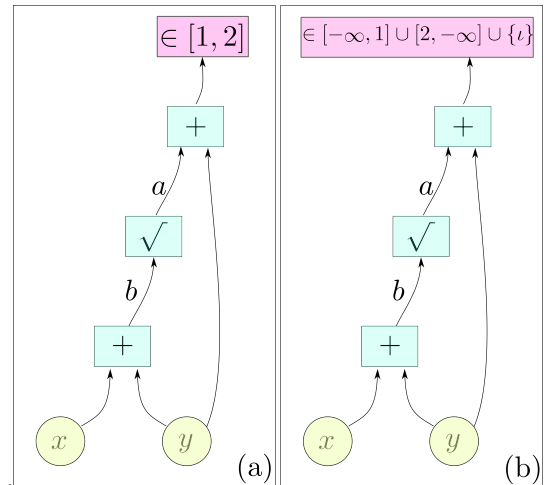 ∈ [1, 2]
+
a
√
b
+
x
y
(a)
∈ [−∞, 1] ∪ [2, −∞] ∪ {ι}
+
a
√
b
+
x
y
(b)